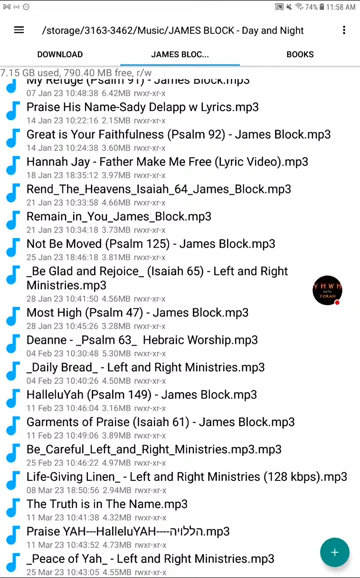 74% 11:58 AM
/storage/3163-3462/Music/JAMES BLOCK - Day and Night
DOWNLOAD
JAMES BLOC...
BOOKS
7.15 GB used, 790.40 MB free, r/w
My Refuge (Psalm 91) - James Block.mp3
07 Jan 23 10:48:38 6.42MB rwxr-xr-x
Praise His Name-Sady Delapp w Lyrics.mp3
14 Jan 23 10:22:16 2.15MB rwxr-xr-x
Great is Your Faithfulness (Psalm 92) - James Block.mp3
14 Jan 23 10:24:38 3.60MB rwxr-xr-x
Hannah Jay - Father Make Me Free (Lyric Video).mp3
18 Jan 23 18:35:12 3.97MB rwxr-xr-x
Rend_The_Heavens_Isaiah_64_James_Block.mp3
21 Jan 23 10:33:58 4.66MB rwxr-xr-x
Remain_in_You_James_Block.mp3
21 Jan 23 10:34:18 3.73MB rwxr-xr-x
Not Be Moved (Psalm 125) - James Block.mp3
25 Jan 23 18:46:18 3.81MB rwxr-xr-x
_Be Glad and Rejoice_ (Isaiah 65) - Left and Right
Ministries.mp3
28 Jan 23 10:41:50 4.56MB rwxr-xr-x
YHWH
TORAH
Most High (Psalm 47) - James Block.mp3
28 Jan 23 10:45:26 3.28MB rwxr-xr-x
Deanne - _Psalm 63_ Hebraic Worship.mp3
04 Feb 23 10:30:48 5.30MB rwxr-xr-x
_Daily Bread_ - Left and Right Ministries.mp3
04 Feb 23 10:40:26 4.50MB rwxr-xr-x
HalleluYah (Psalm 149) - James Block.mp3
11 Feb 23 10:46:04 3.16MB rwxr-xr-x
Garments of Praise (Isaiah 61) - James Block.mp3
11 Feb 23 10:49:06 3.89MB rwxr-xr-x
Be_Careful_Left_and_Right_Ministries.mp3.mp3
25 Feb 23 10:46:22 4.97MB rwxr-xr-x
Life-Giving Linen_ - Left and Right Ministries (128 kbps).mp3
08 Mar 23 18:50:56 2.94MB rwxr-xr-x
The Truth is in The Name.mp3
11 Mar 23 10:41:38 4.32MB rwxr-xr-x
Praise YAH---HalleluYAH----הללויה.mp3
11 Mar 23 10:43:52 4.73MB rwxr-xr-x
_Peace of Yah_ - Left and Right Ministries.mp3
25 Mar 23 10:43:05 4.55MB rwxr-xr-x